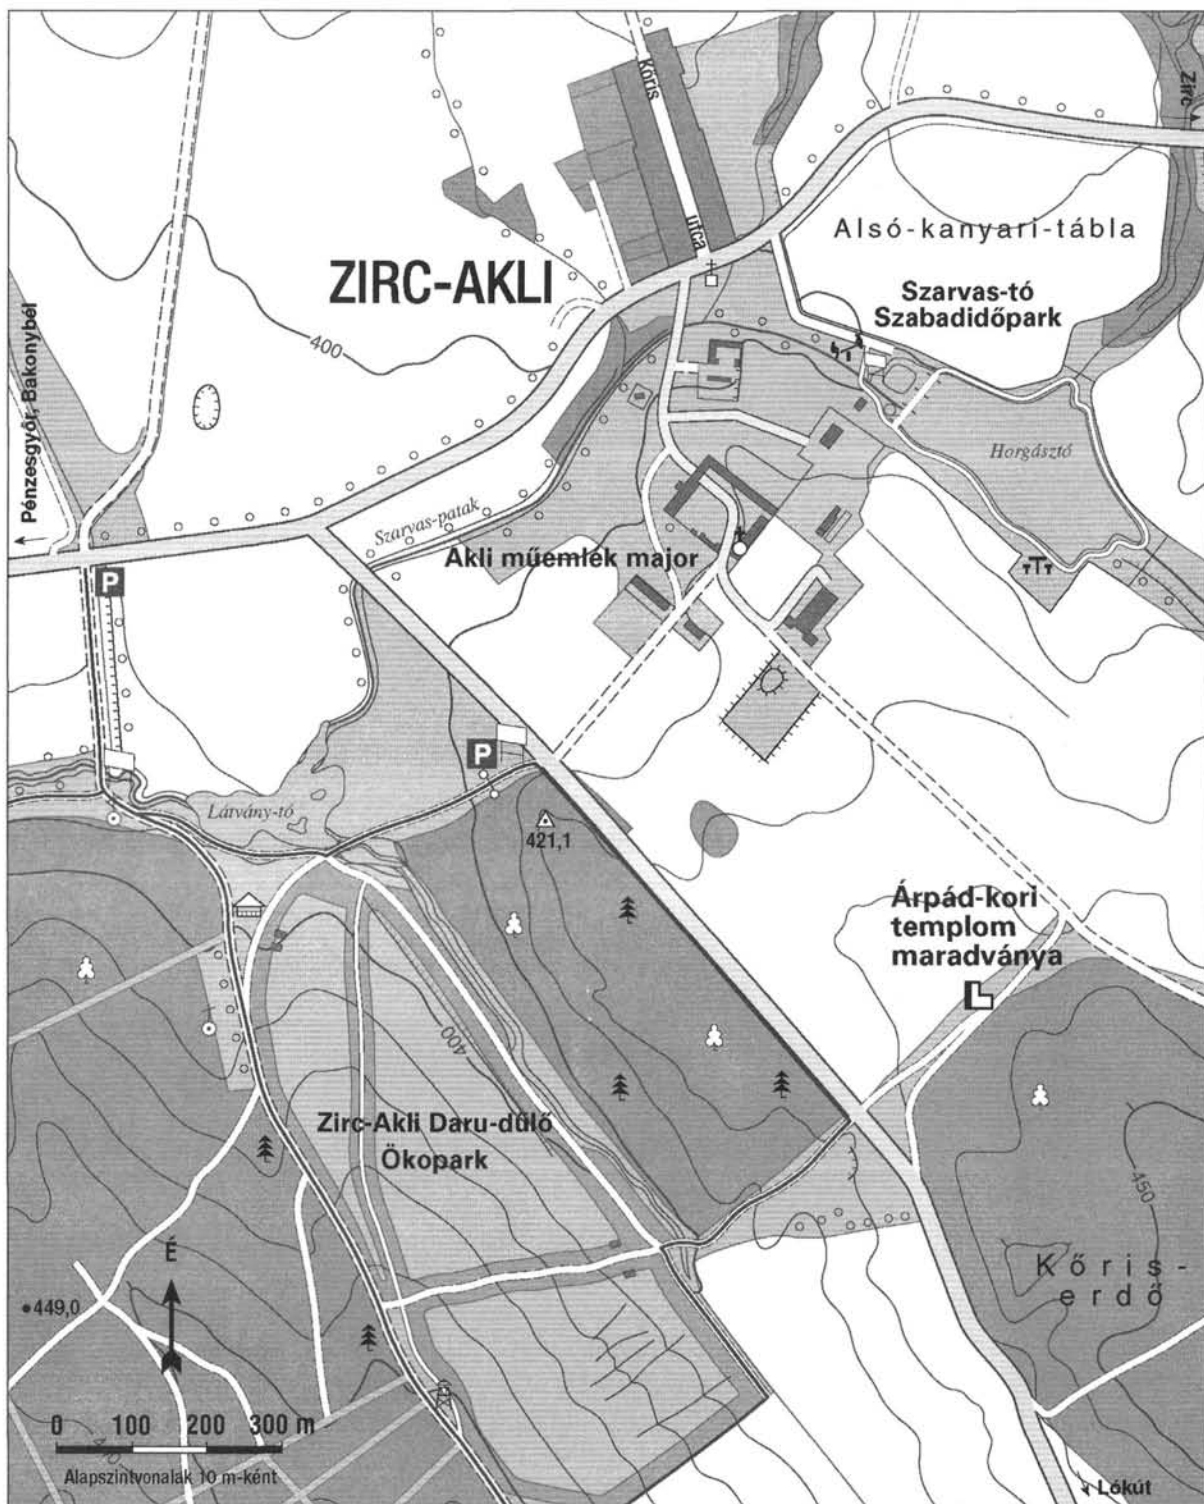 Kőris
utca
Zirc
Alsó-kanyari-tábla
Szarvas-tó
Szabadidőpark
ZIRC-AKLI
400
Pénzesgyőr, Bakonybél
Horgásztó
Szarvas-patak
Akli műemlék major
P
P
Látvány-tó
421,1
Árpád-kori
templom
maradványa
400
Zirc-Akli Daru-dűlő
Ökopark
450
Kőris-
erdő
É
449,0
0 100 200 300 m
Alapszintvonalak 10 m-ként
Lókút